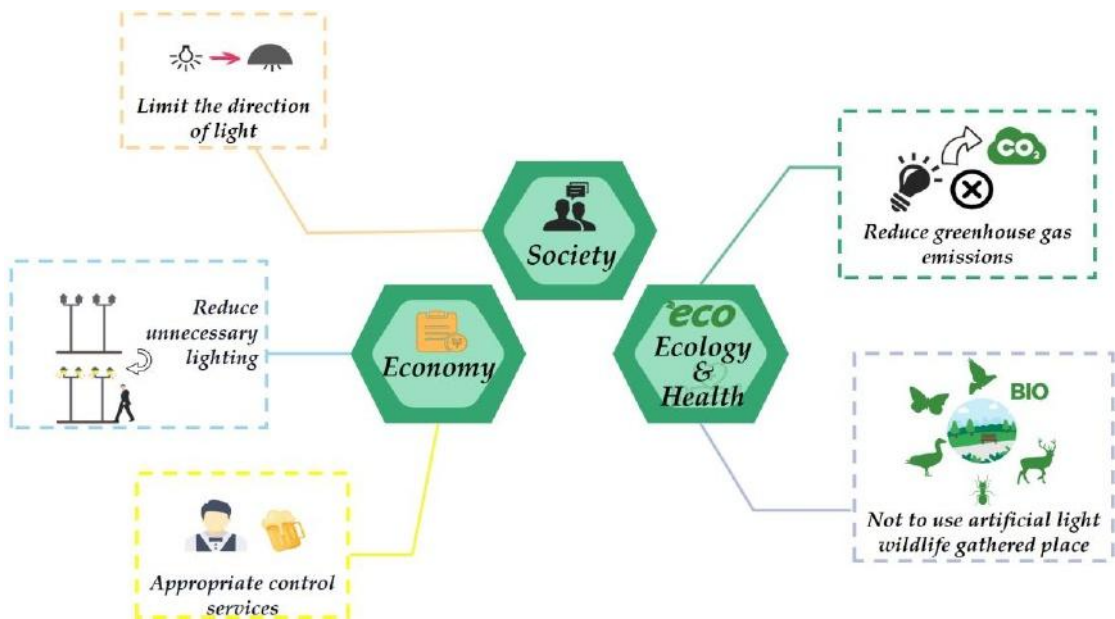 Limit the direction
of light
Society
CO₂
Reduce greenhouse gas
emissions
Reduce
unnecessary
lighting
Economy
eco
Ecology
&
Health
BIO
Not to use artificial light
wildlife gathered place
Appropriate control
services